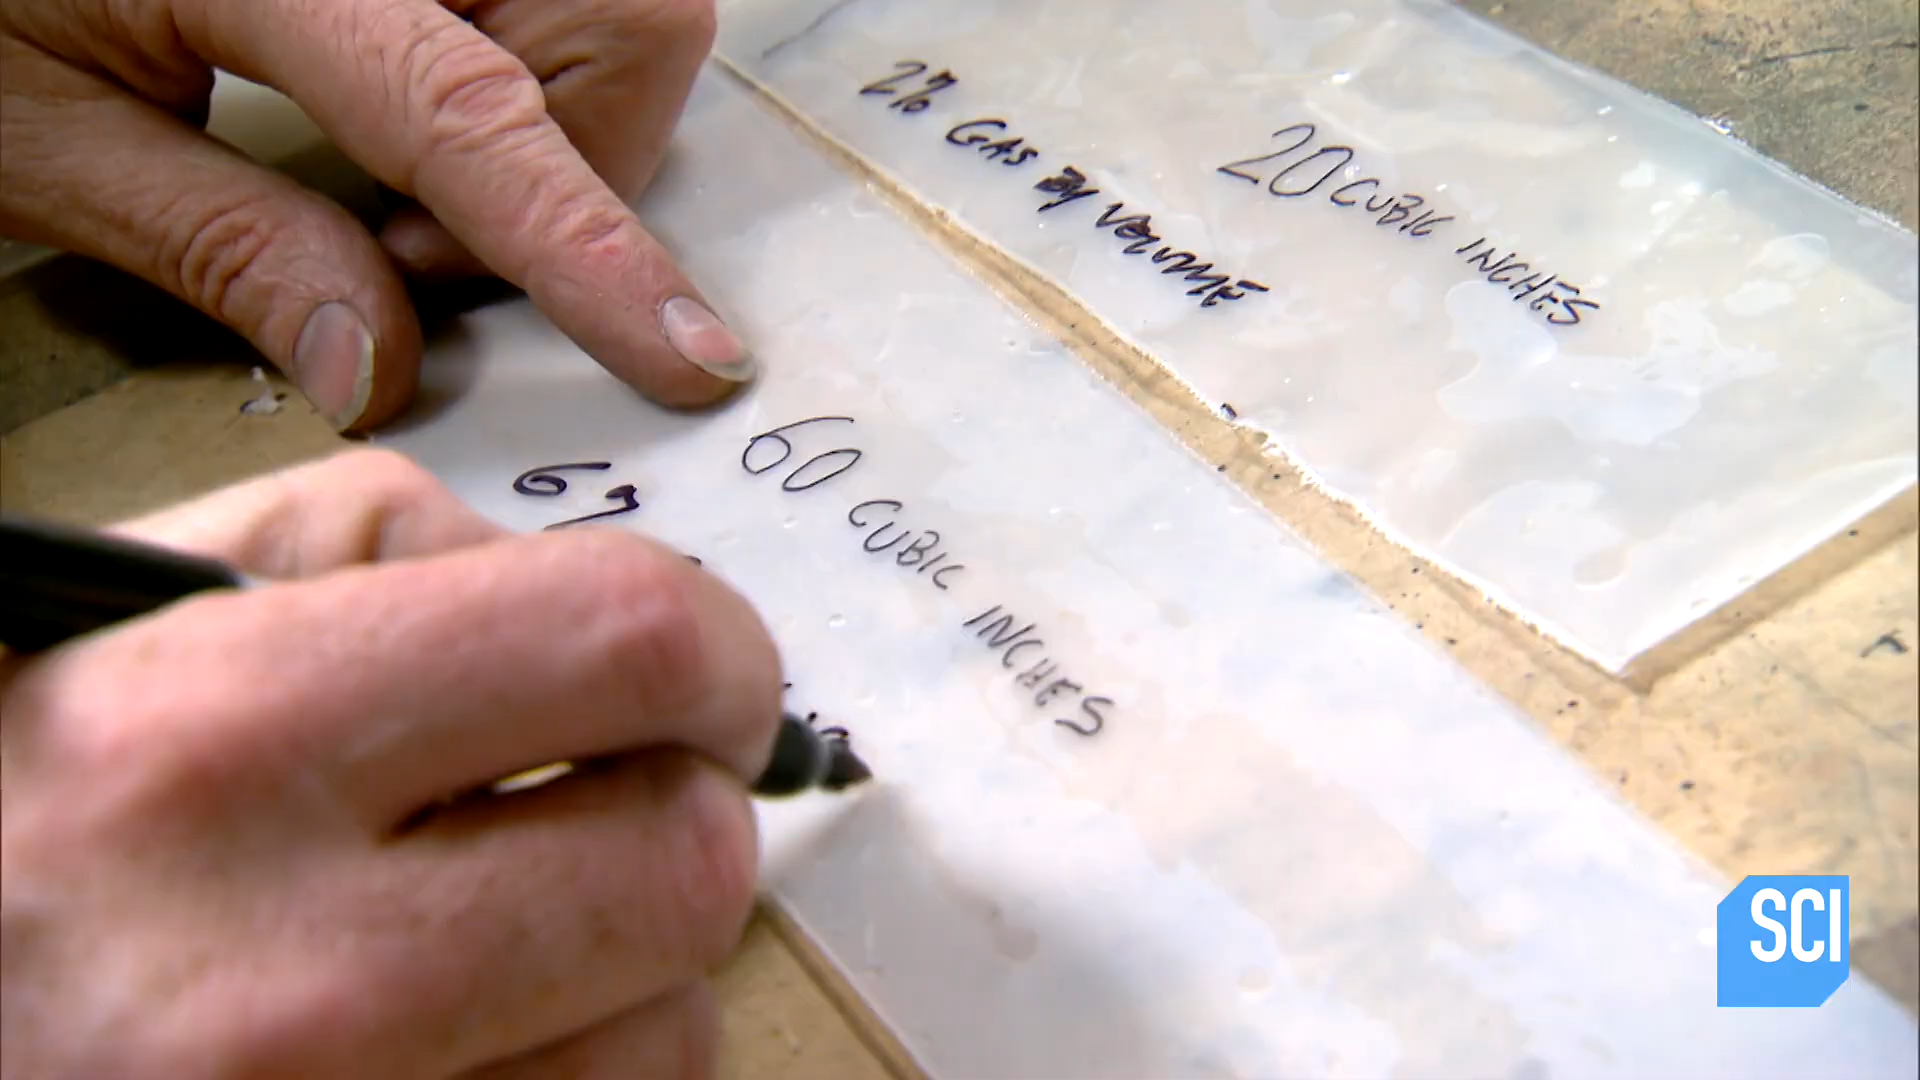 2% GAS BY VOLUME
20 CUBIC INCHES
60 CUBIC INCHES
SCI